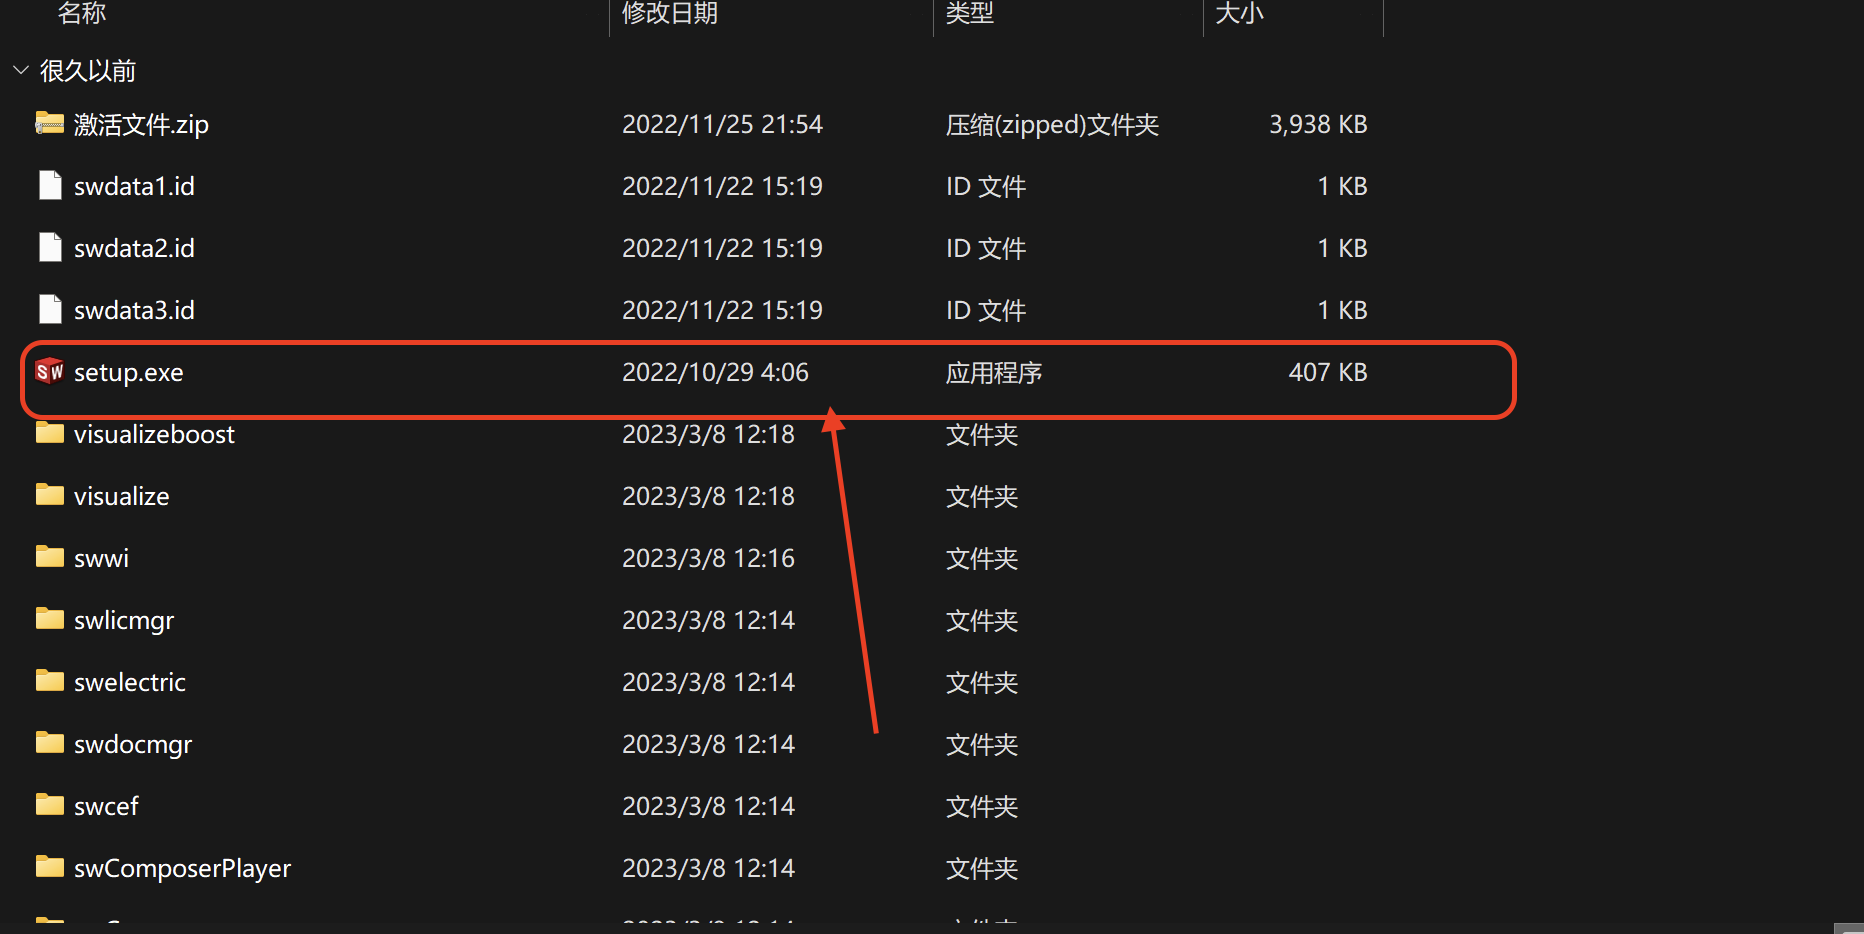 名称 修改日期 类型 大小
很久以前
激活文件.zip 2022/11/25 21:54 压缩(zipped)文件夹 3,938 KB
swdata1.id 2022/11/22 15:19 ID 文件 1 KB
swdata2.id 2022/11/22 15:19 ID 文件 1 KB
swdata3.id 2022/11/22 15:19 ID 文件 1 KB
SW setup.exe 2022/10/29 4:06 应用程序 407 KB
visualizeboost 2023/3/8 12:18 文件夹
visualize 2023/3/8 12:18 文件夹
swwi 2023/3/8 12:16 文件夹
swlicmgr 2023/3/8 12:14 文件夹
swelectric 2023/3/8 12:14 文件夹
swdocmgr 2023/3/8 12:14 文件夹
swcef 2023/3/8 12:14 文件夹
swComposerPlayer 2023/3/8 12:14 文件夹